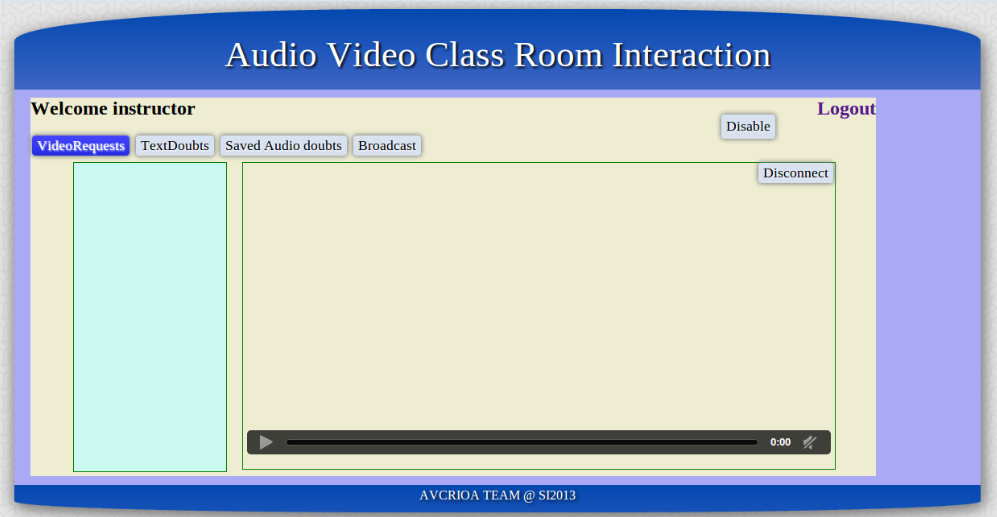 Audio Video Class Room Interaction
Welcome instructor
Logout
Disable
VideoRequests
TextDoubts
Saved Audio doubts
Broadcast
Disconnect
0:00
AVCRIOA TEAM @ SI2013